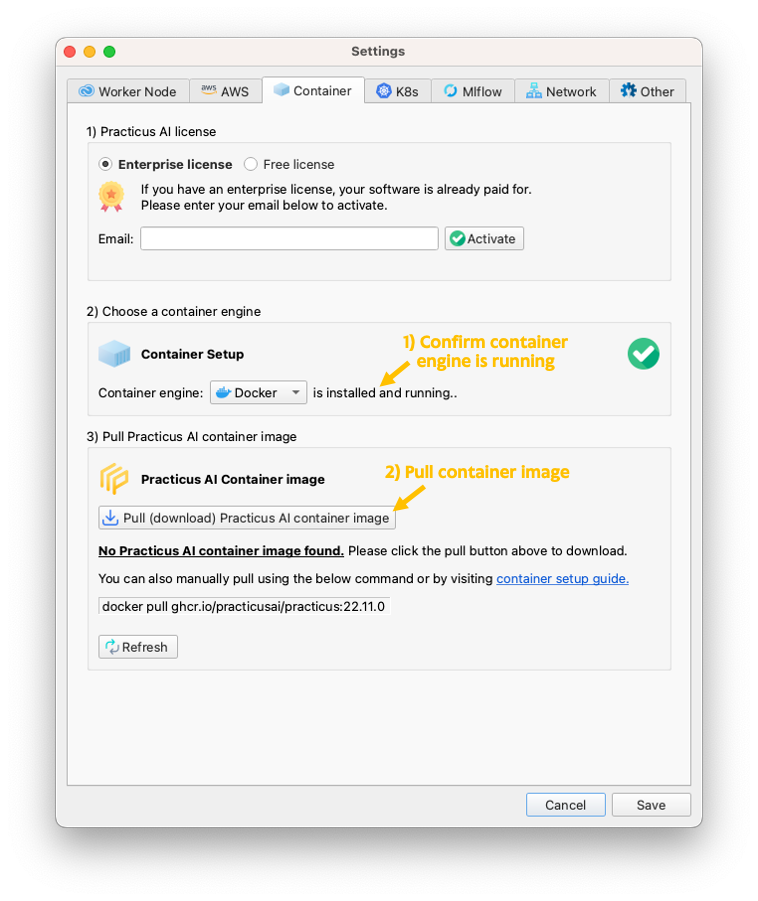 Settings
Worker Node
aws AWS
Container
K8s
Mlflow
Network
Other
1) Practicus AI license
Enterprise license
Free license
If you have an enterprise license, your software is already paid for.
Please enter your email below to activate.
Email:
Activate
2) Choose a container engine
Container Setup
1) Confirm container
engine is running
Container engine:
Docker
is installed and running..
3) Pull Practicus AI container image
Practicus AI Container image
2) Pull container image
Pull (download) Practicus AI container image
No Practicus AI container image found. Please click the pull button above to download.
You can also manually pull using the below command or by visiting container setup guide.
docker pull ghcr.io/practicusai/practicus:22.11.0
Refresh
Cancel
Save